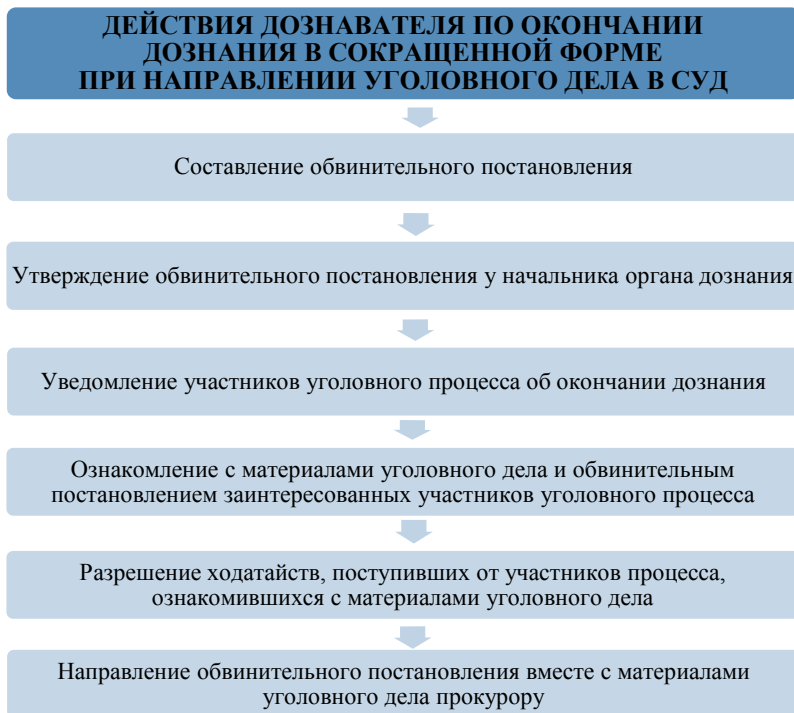 ДЕЙСТВИЯ ДОЗНАВАТЕЛЯ ПО ОКОНЧАНИИ
ДОЗНАНИЯ В СОКРАЩЕННОЙ ФОРМЕ
ПРИ НАПРАВЛЕНИИ УГОЛОВНОГО ДЕЛА В СУД
Составление обвинительного постановления
Утверждение обвинительного постановления у начальника органа дознания
Уведомление участников уголовного процесса об окончании дознания
Ознакомление с материалами уголовного дела и обвинительным
постановлением заинтересованных участников уголовного процесса
Разрешение ходатайств, поступивших от участников процесса,
ознакомившихся с материалами уголовного дела
Направление обвинительного постановления вместе с материалами
уголовного дела прокурору